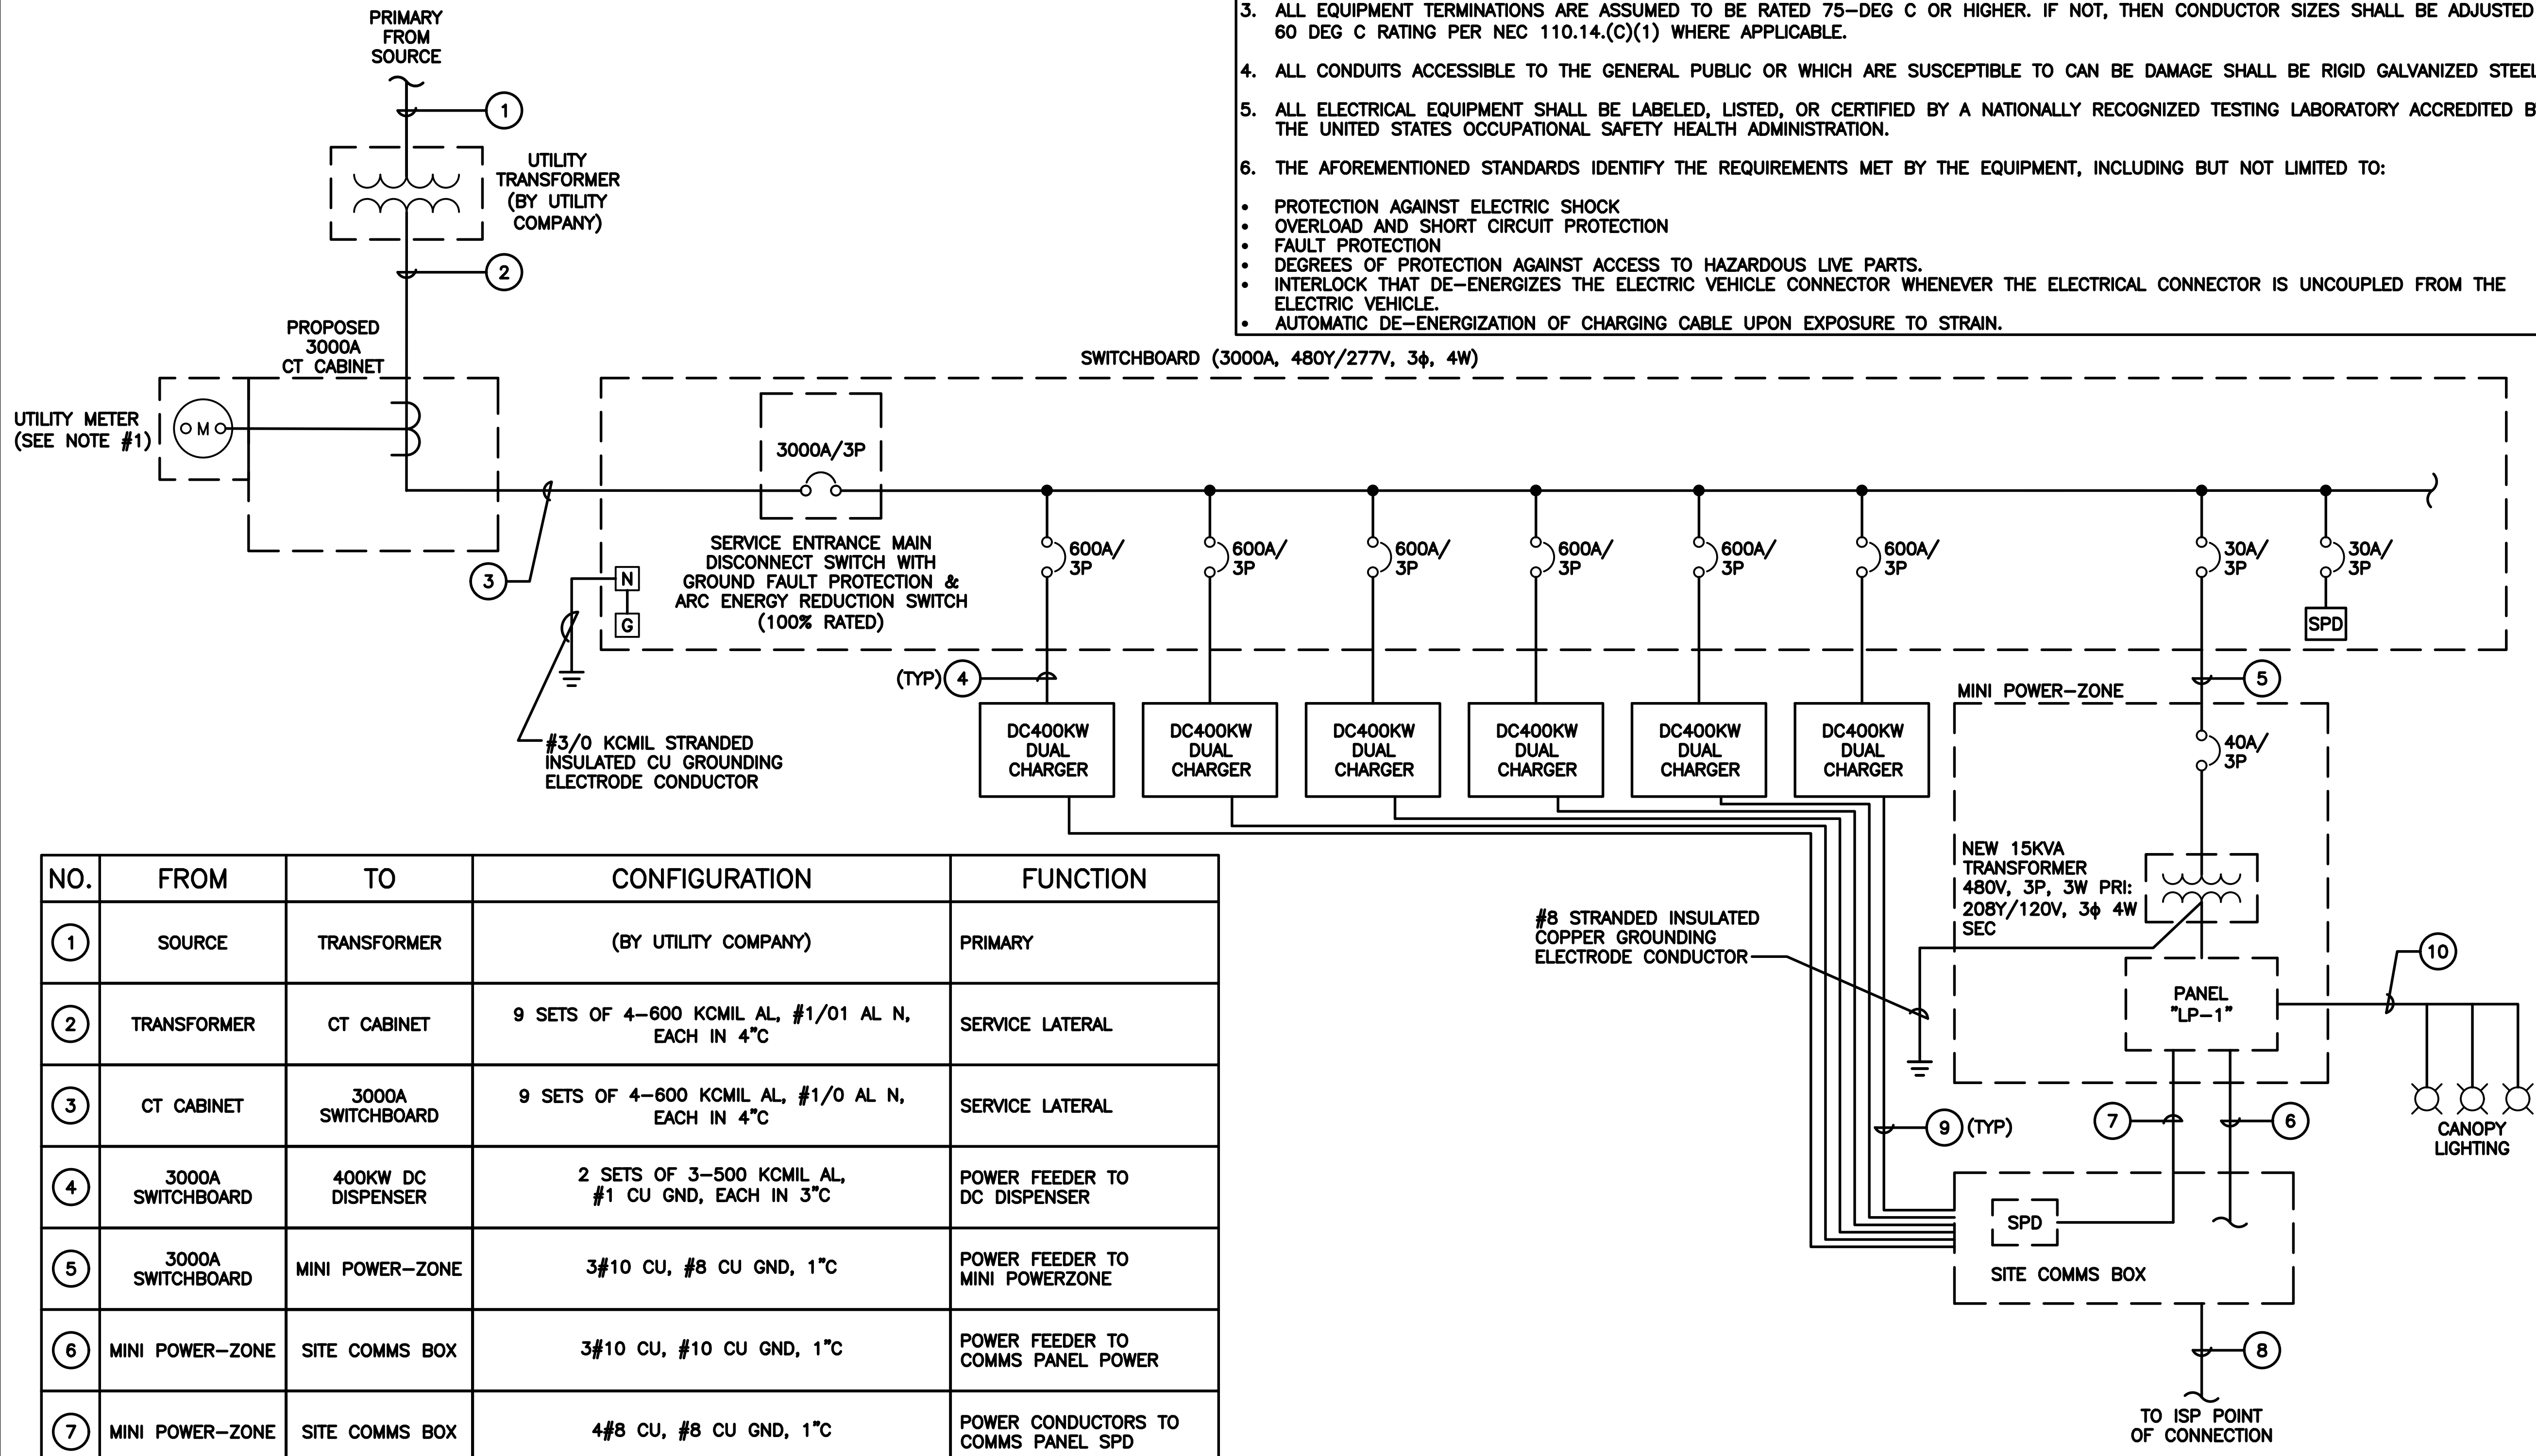 PRIMARY
FROM
SOURCE
1
UTILITY
TRANSFORMER
(BY UTILITY
COMPANY)
2
PROPOSED
3000A
CT CABINET
UTILITY METER
(SEE NOTE #1)
M
3. ALL EQUIPMENT TERMINATIONS ARE ASSUMED TO BE RATED 75-DEG C OR HIGHER. IF NOT, THEN CONDUCTOR SIZES SHALL BE ADJUSTED
60 DEG C RATING PER NEC 110.14.(C)(1) WHERE APPLICABLE.
4. ALL CONDUITS ACCESSIBLE TO THE GENERAL PUBLIC OR WHICH ARE SUSCEPTIBLE TO CAN BE DAMAGE SHALL BE RIGID GALVANIZED STEEL
5. ALL ELECTRICAL EQUIPMENT SHALL BE LABELED, LISTED, OR CERTIFIED BY A NATIONALLY RECOGNIZED TESTING LABORATORY ACCREDITED BY
THE UNITED STATES OCCUPATIONAL SAFETY HEALTH ADMINISTRATION.
6. THE AFOREMENTIONED STANDARDS IDENTIFY THE REQUIREMENTS MET BY THE EQUIPMENT, INCLUDING BUT NOT LIMITED TO:
• PROTECTION AGAINST ELECTRIC SHOCK
• OVERLOAD AND SHORT CIRCUIT PROTECTION
• FAULT PROTECTION
• DEGREES OF PROTECTION AGAINST ACCESS TO HAZARDOUS LIVE PARTS.
• INTERLOCK THAT DE-ENERGIZES THE ELECTRIC VEHICLE CONNECTOR WHENEVER THE ELECTRICAL CONNECTOR IS UNCOUPLED FROM THE
ELECTRIC VEHICLE.
• AUTOMATIC DE-ENERGIZATION OF CHARGING CABLE UPON EXPOSURE TO STRAIN.
SWITCHBOARD (3000A, 480Y/277V, 3ϕ, 4W)
3000A/3P
SERVICE ENTRANCE MAIN
DISCONNECT SWITCH WITH
GROUND FAULT PROTECTION &
ARC ENERGY REDUCTION SWITCH
(100% RATED)
3
N
G
#3/0 KCMIL STRANDED
INSULATED CU GROUNDING
ELECTRODE CONDUCTOR
600A/
3P
600A/
3P
600A/
3P
600A/
3P
600A/
3P
600A/
3P
30A/
3P
30A/
3P
SPD
(TYP) 4
DC400KW
DUAL
CHARGER
DC400KW
DUAL
CHARGER
DC400KW
DUAL
CHARGER
DC400KW
DUAL
CHARGER
DC400KW
DUAL
CHARGER
DC400KW
DUAL
CHARGER
5
MINI POWER-ZONE
40A/
3P
NEW 15KVA
TRANSFORMER
480V, 3P, 3W PRI:
208Y/120V, 3ϕ 4W
SEC
#8 STRANDED INSULATED
COPPER GROUNDING
ELECTRODE CONDUCTOR
PANEL
"LP-1"
10
CANOPY
LIGHTING
9 (TYP)
7
6
SPD
SITE COMMS BOX
8
TO ISP POINT
OF CONNECTION
NO. FROM TO CONFIGURATION FUNCTION
1 SOURCE TRANSFORMER (BY UTILITY COMPANY) PRIMARY
2 TRANSFORMER CT CABINET 9 SETS OF 4-600 KCMIL AL, #1/01 AL N, SERVICE LATERAL
EACH IN 4"C
3 CT CABINET 3000A 9 SETS OF 4-600 KCMIL AL, #1/0 AL N, SERVICE LATERAL
SWITCHBOARD EACH IN 4"C
4 3000A 400KW DC 2 SETS OF 3-500 KCMIL AL, POWER FEEDER TO
SWITCHBOARD DISPENSER #1 CU GND, EACH IN 3"C DC DISPENSER
5 3000A MINI POWER-ZONE 3#10 CU, #8 CU GND, 1"C POWER FEEDER TO
SWITCHBOARD MINI POWERZONE
6 MINI POWER-ZONE SITE COMMS BOX 3#10 CU, #10 CU GND, 1"C POWER FEEDER TO
COMMS PANEL POWER
7 MINI POWER-ZONE SITE COMMS BOX 4#8 CU, #8 CU GND, 1"C POWER CONDUCTORS TO
COMMS PANEL SPD